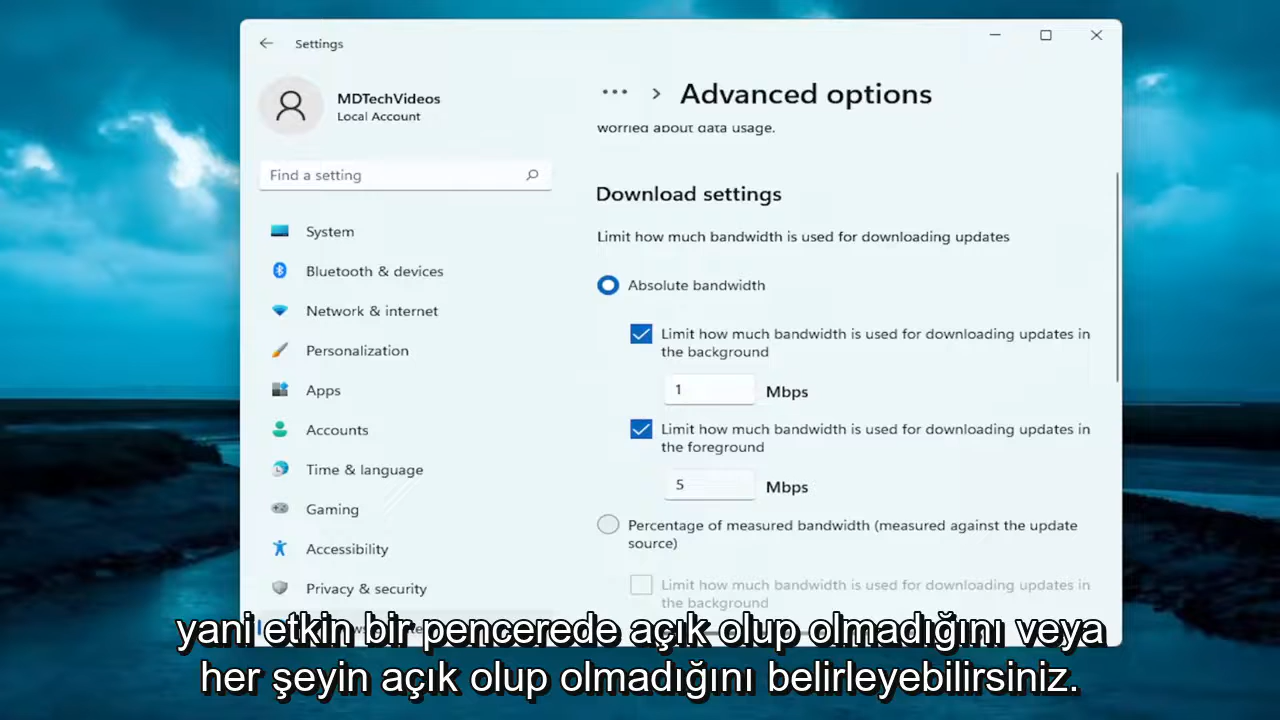 Settings
MDTechVideos
Local Account
Find a setting
System
Bluetooth & devices
Network & internet
Personalization
Apps
Accounts
Time & language
Gaming
Accessibility
Privacy & security
Advanced options
worried about data usage.
Download settings
Limit how much bandwidth is used for downloading updates
Absolute bandwidth
Limit how much bandwidth is used for downloading updates in
the background
1 Mbps
Limit how much bandwidth is used for downloading updates in
the foreground
5 Mbps
Percentage of measured bandwidth (measured against the update
source)
Limit how much bandwidth is used for downloading updates in
the background
yani etkin bir pencerede açık olup olmadığını veya
her şeyin açık olup olmadığını belirleyebilirsiniz.